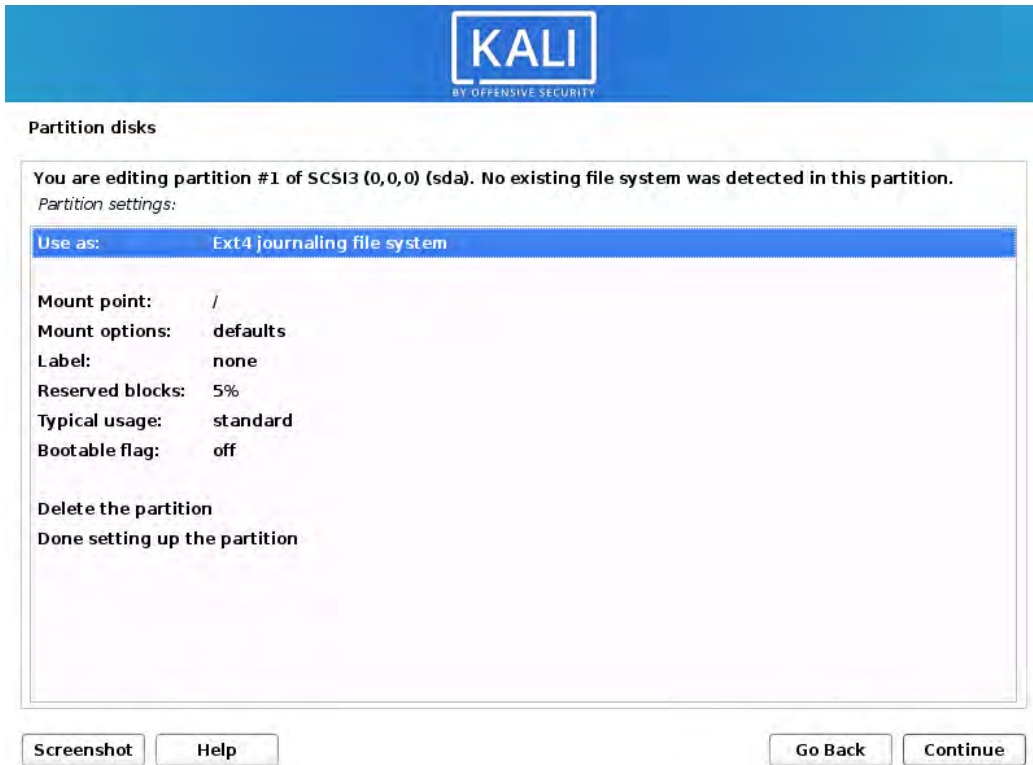 KALI
BY OFFENSIVE SECURITY
Partition disks
You are editing partition #1 of SCSI3 (0,0,0) (sda). No existing file system was detected in this partition.
Partition settings:
Use as: Ext4 journaling file system
Mount point: /
Mount options: defaults
Label: none
Reserved blocks: 5%
Typical usage: standard
Bootable flag: off
Delete the partition
Done setting up the partition
Screenshot Help Go Back Continue